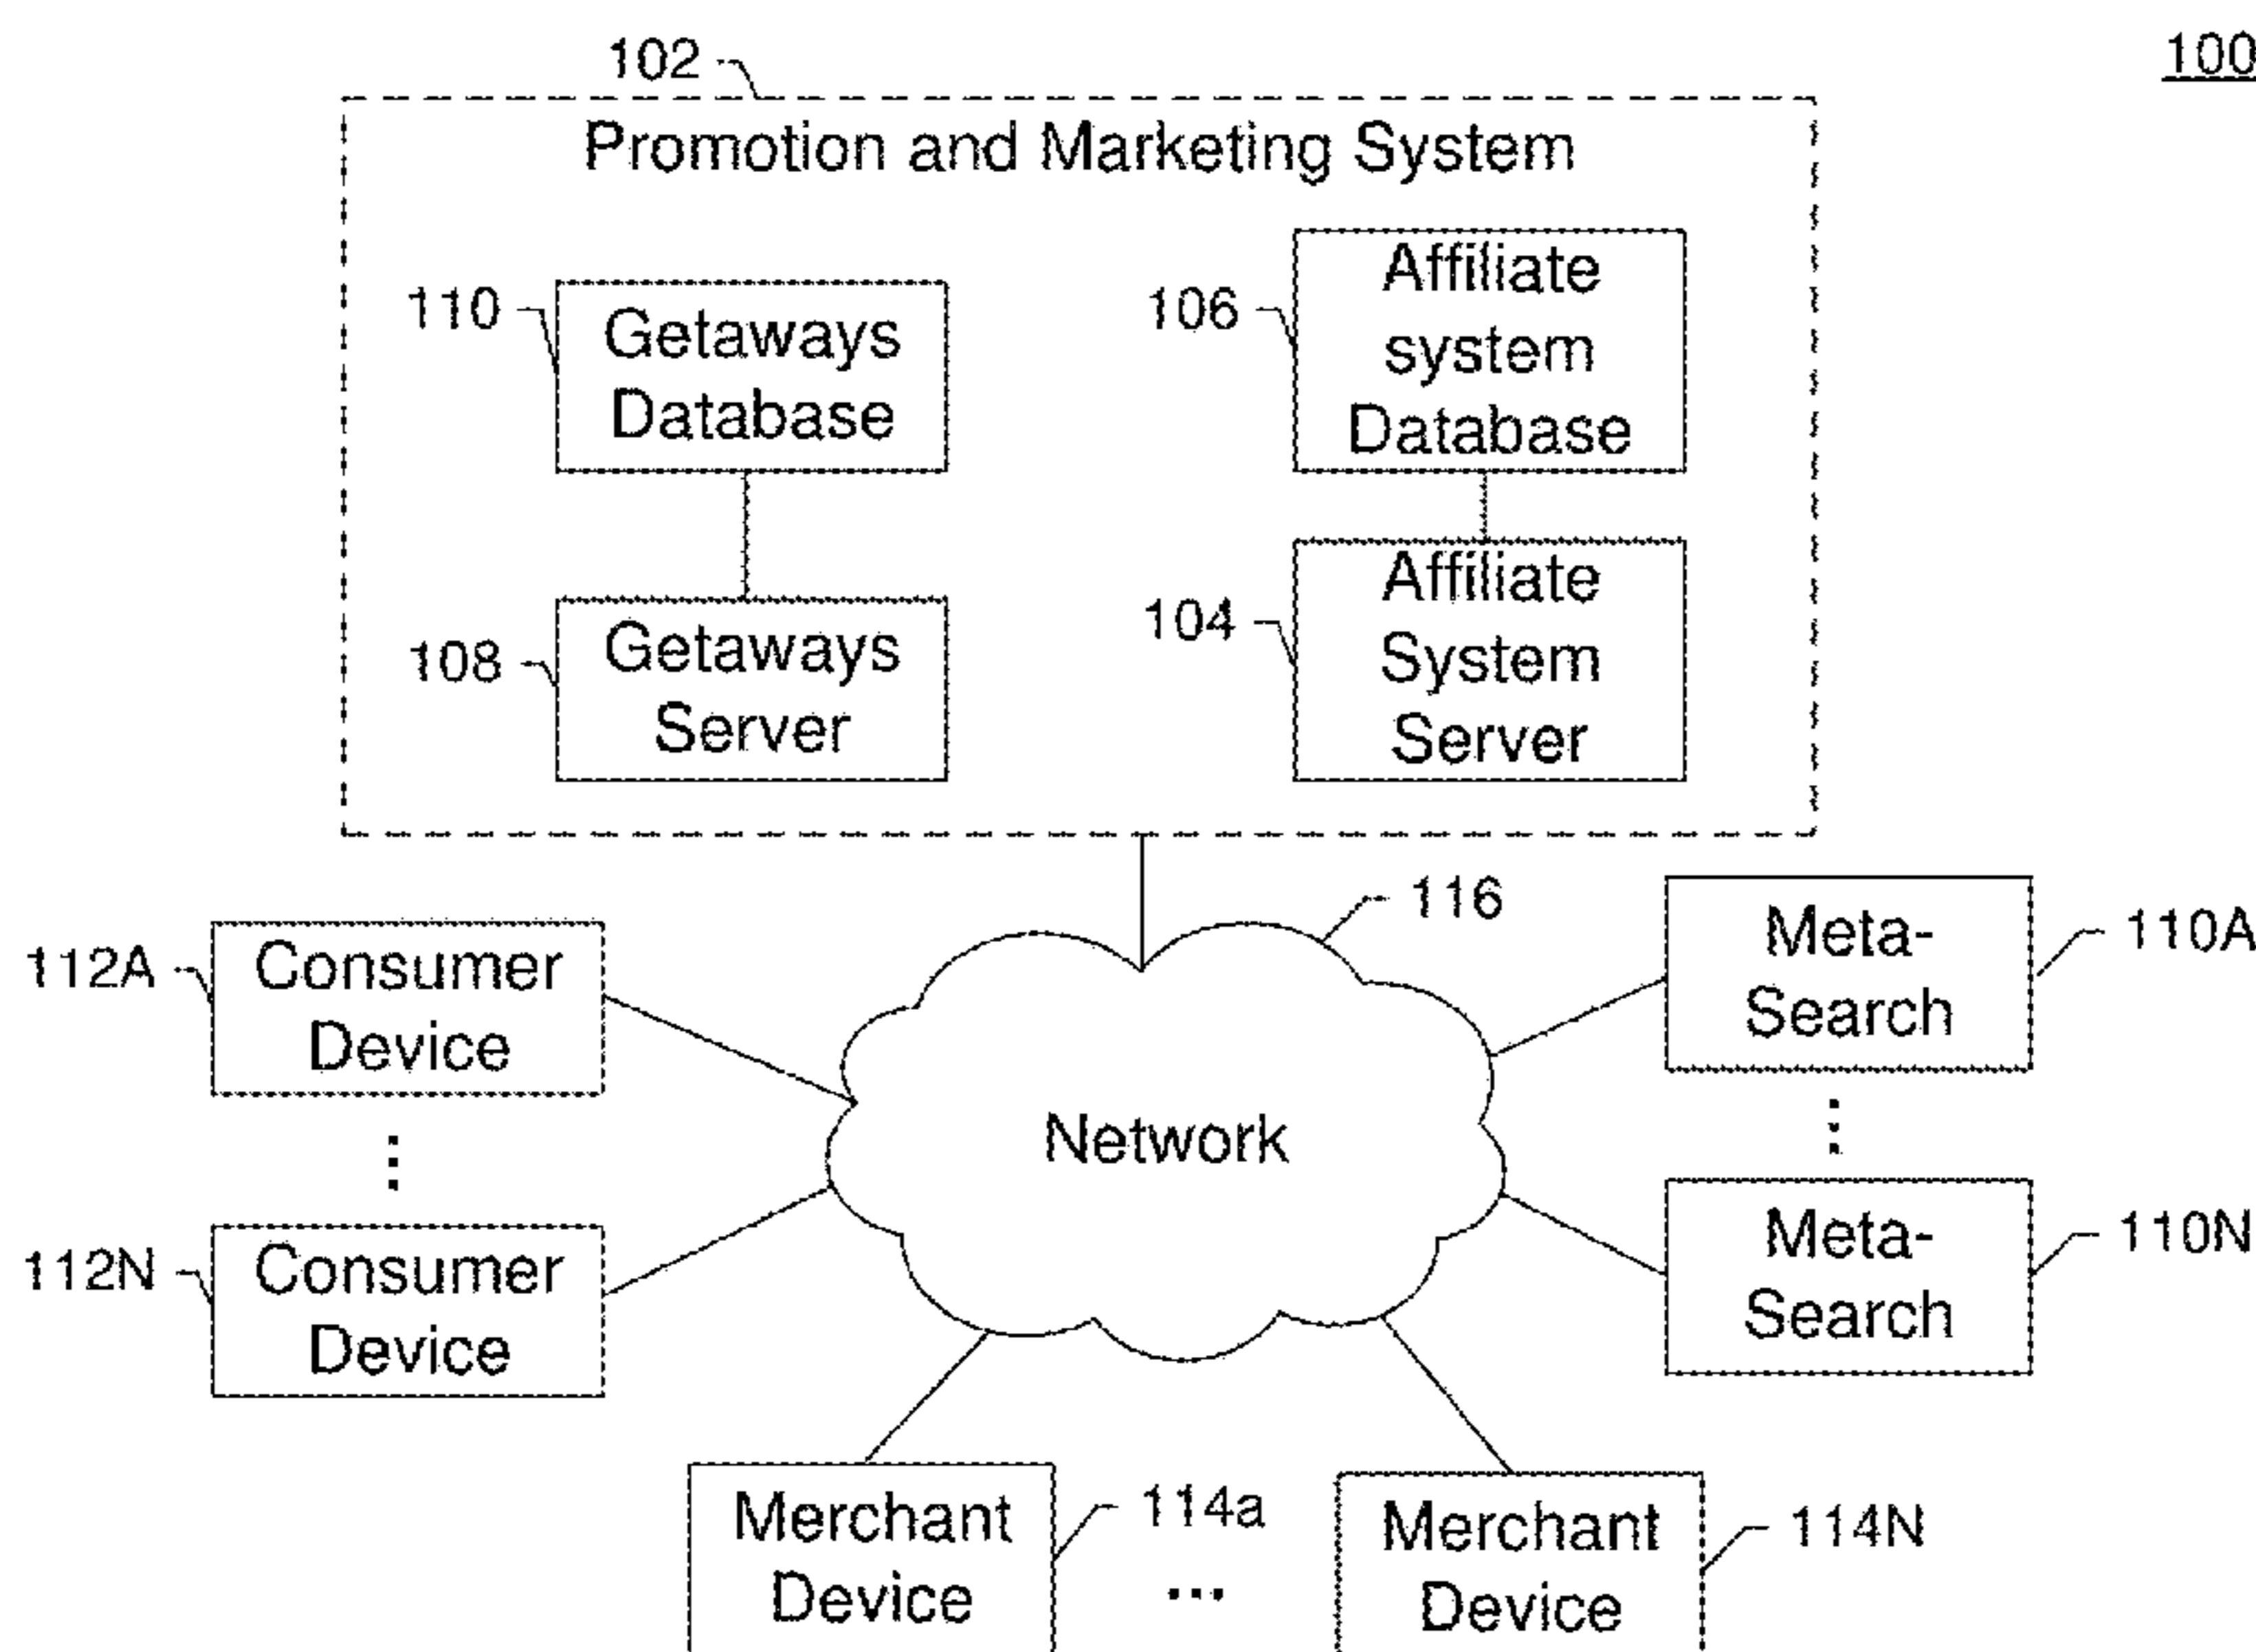 100
102
Promotion and Marketing System
110
Getaways
Database
106
Affiliate
system
Database
108
Getaways
Server
104
Affiliate
System
Server
116
112A
Consumer
Device
Meta-
Search
110A
⋮
Network
⋮
112N
Consumer
Device
Meta-
Search
110N
Merchant
Device
114a
...
Merchant
Device
114N